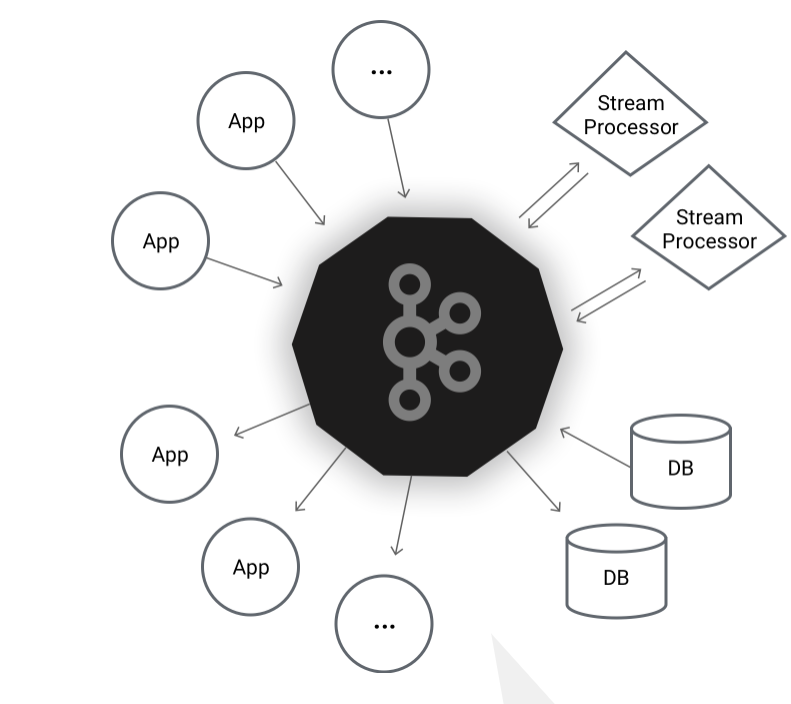 ...
App
Stream
Processor
App
Stream
Processor
App
DB
App
DB
...